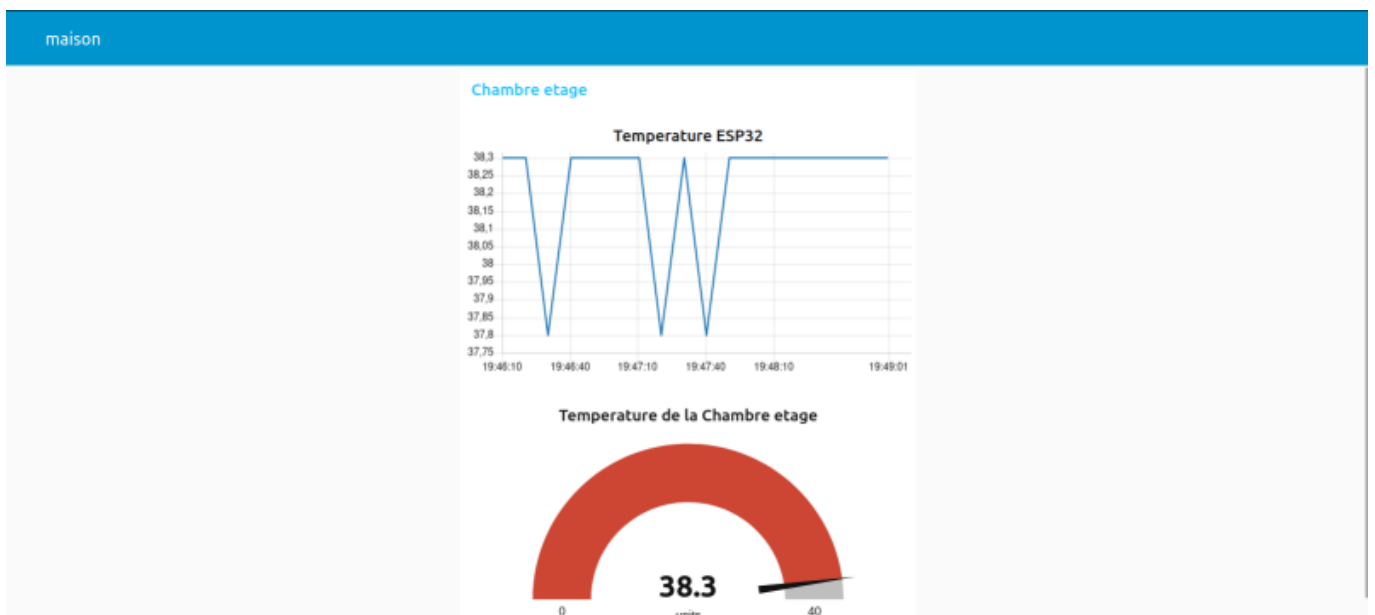 maison
Chambre etage
Temperature ESP32
38,3
38,25
38,2
38,15
38,1
38,05
38
37,95
37,9
37,85
37,8
37,75
19:46:10 19:46:40 19:47:10 19:47:40 19:48:10 19:49:01
Temperature de la Chambre etage
38.3
0 units 40